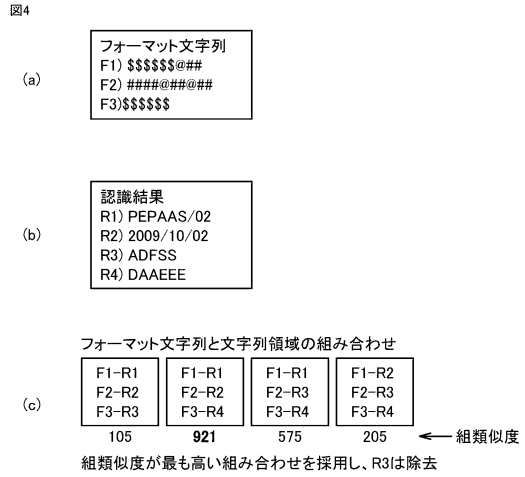 図4
(a)
フォーマット文字列
F1) $$$$$$@##
F2) ####@##@##
F3)$$$$$$
(b)
認識結果
R1) PEPAAS/02
R2) 2009/10/02
R3) ADFSS
R4) DAAEEE
(c)
フォーマット文字列と文字列領域の組み合わせ
F1-R1 F1-R1 F1-R1 F1-R2
F2-R2 F2-R2 F2-R3 F2-R3
F3-R3 F3-R4 F3-R4 F3-R4
105 921 575 205 組類似度
組類似度が最も高い組み合わせを採用し、R3は除去